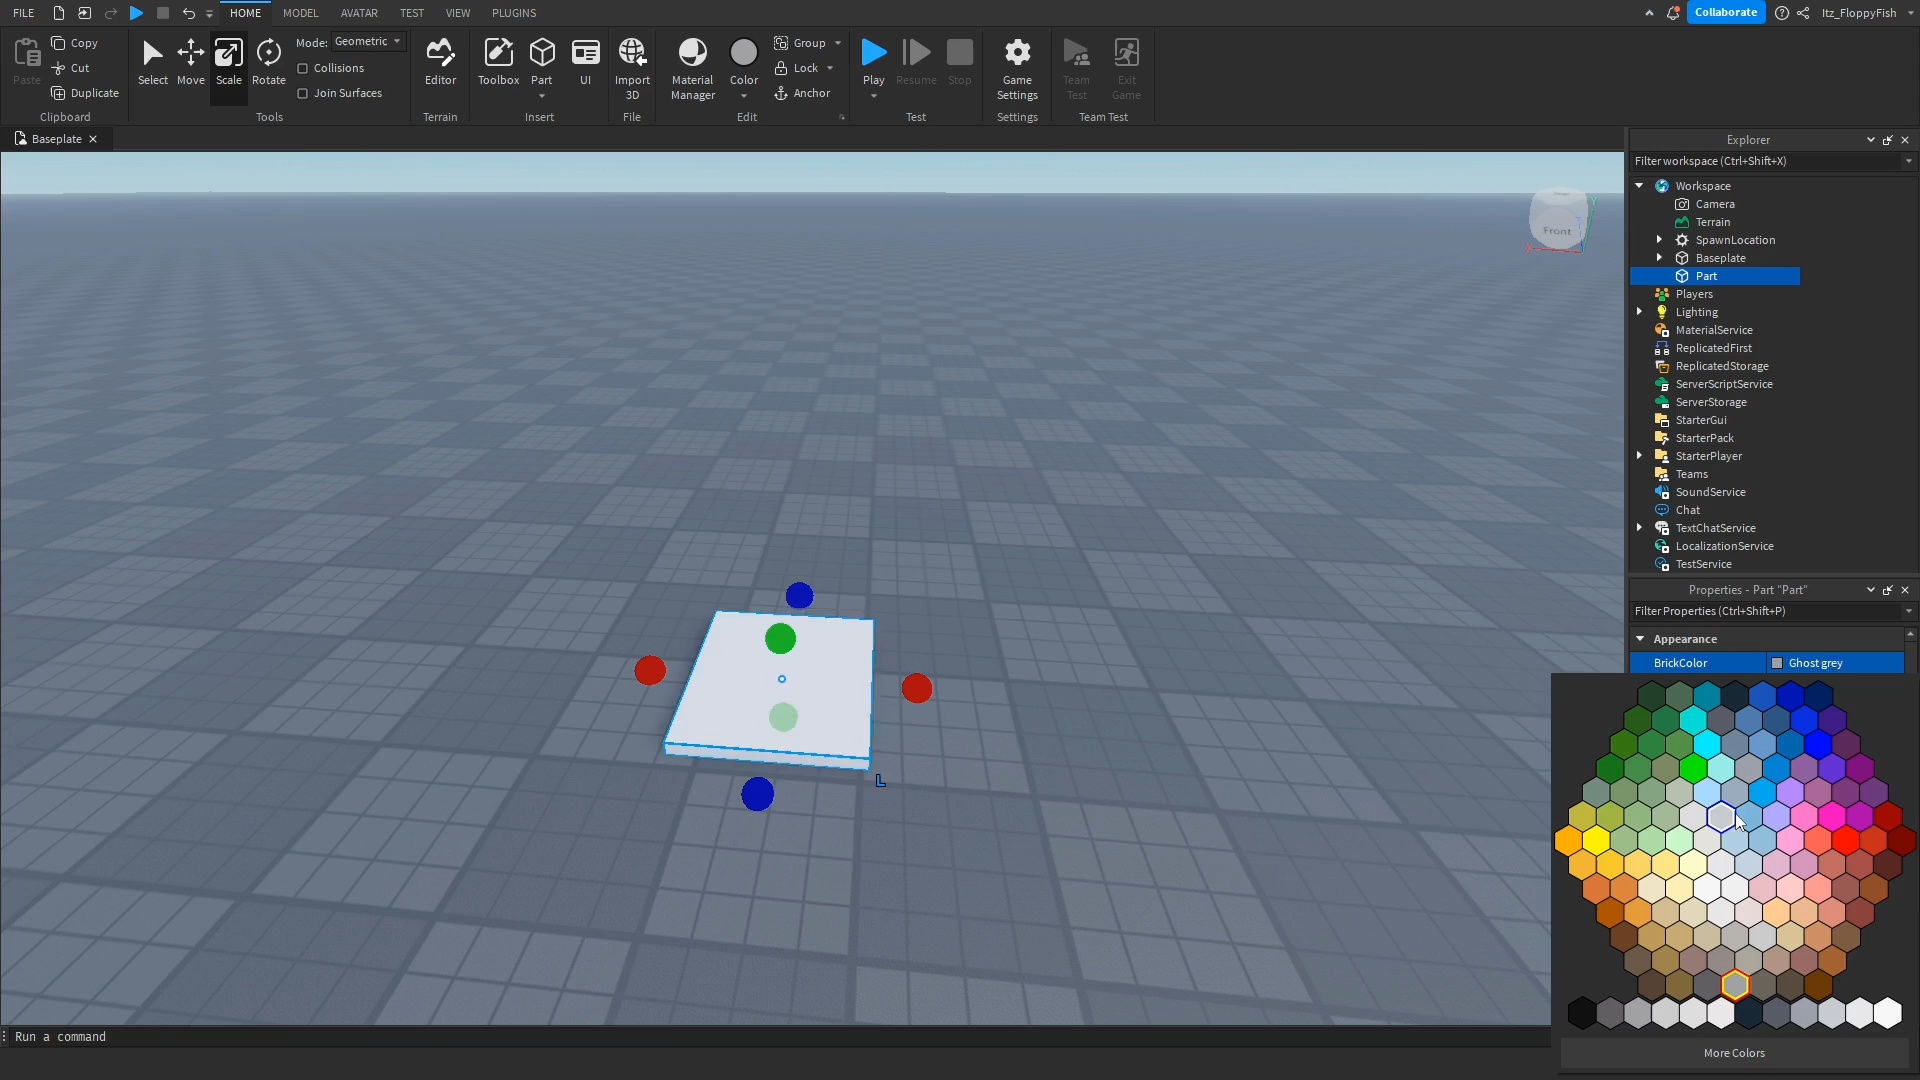 FILE HOME MODEL AVATAR TEST VIEW PLUGINS Collaborate Itz_FloppyFish
Paste Copy Cut Duplicate Clipboard
Select Move Scale Rotate Mode: Geometric Collisions Join Surfaces Tools
Editor Terrain
Toolbox Part UI Insert
Import 3D File
Material Manager Color Group Lock Anchor Edit
Play Resume Stop Test
Game Settings Settings
Team Test Exit Game Team Test
Baseplate
Front
L
Explorer
Filter workspace (Ctrl+Shift+X)
Workspace
Camera
Terrain
SpawnLocation
Baseplate
Part
Players
Lighting
MaterialService
ReplicatedFirst
ReplicatedStorage
ServerScriptService
ServerStorage
StarterGui
StarterPack
StarterPlayer
Teams
SoundService
Chat
TextChatService
LocalizationService
TestService
Properties - Part "Part"
Filter Properties (Ctrl+Shift+P)
Appearance
BrickColor Ghost grey
More Colors
Run a command